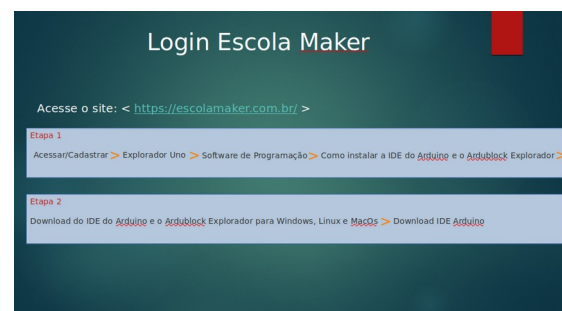 Login Escola Maker
Acesse o site: < https://escolamaker.com.br/ >
Etapa 1
Acessar/Cadastrar > Explorador Uno > Software de Programação > Como instalar a IDE do Arduino e o Ardublock Explorador >
Etapa 2
Download do IDE do Arduino e o Ardublock Explorador para Windows, Linux e MacOs > Download IDE Arduino